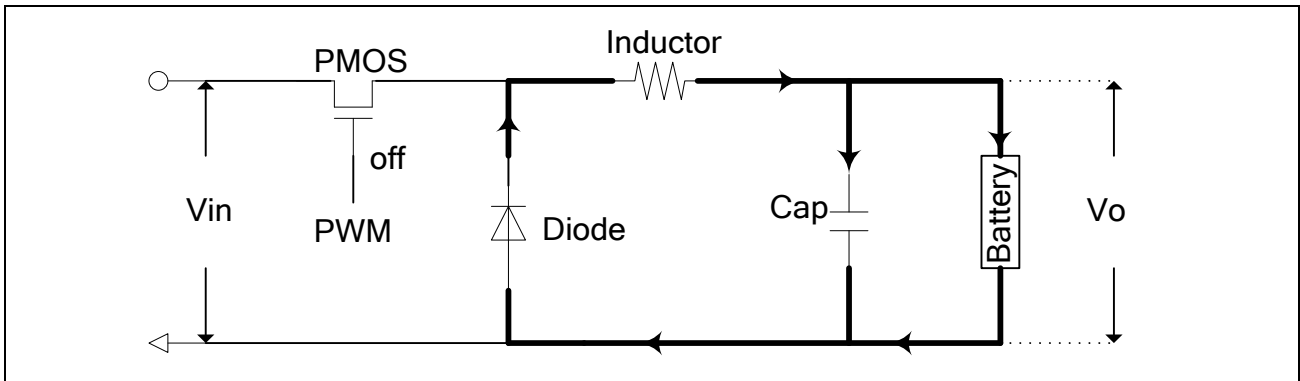 Inductor
PMOS
off
Vin
PWM
Diode
Cap
Battery
Vo